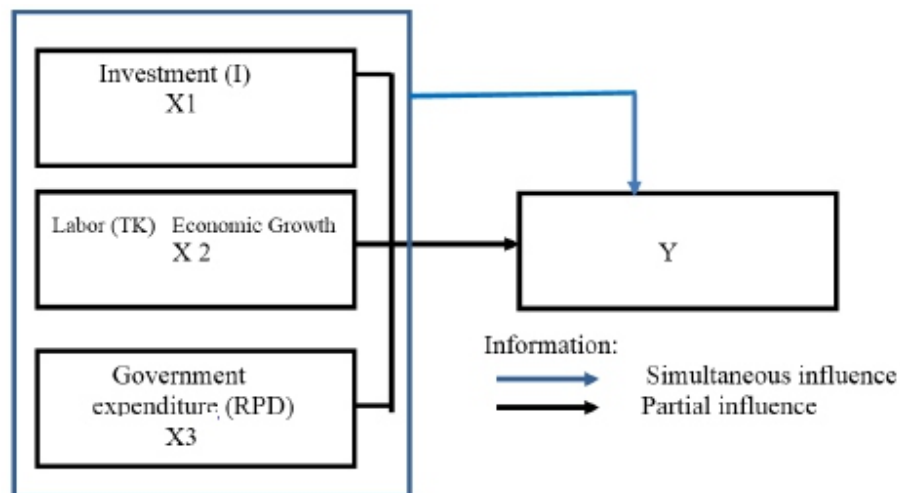 Investment (I)
X1
Labor (TK) Economic Growth
X 2
Government
expenditure (RPD)
X3
Y
Information:
Simultaneous influence
Partial influence